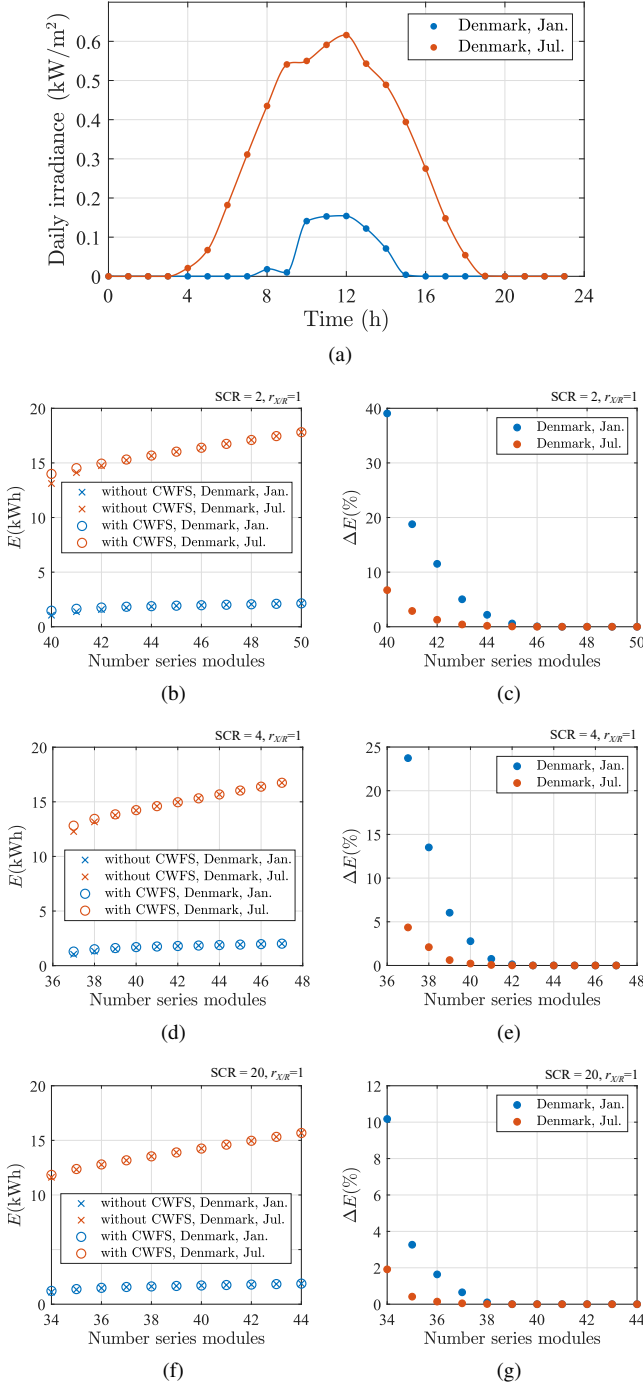 Daily irradiance (kW/m²)
0.6
0.5
0.4
0.3
0.2
0.1
0
Denmark, Jan.
Denmark, Jul.
0 4 8 12 16 20 24
Time (h)
(a)
SCR = 2, rX/R=1
E(kWh)
20
15
10
5
0
without CWFS, Denmark, Jan.
without CWFS, Denmark, Jul.
with CWFS, Denmark, Jan.
with CWFS, Denmark, Jul.
40 42 44 46 48 50
Number series modules
(b)
SCR = 2, rX/R=1
ΔE(%)
40
30
20
10
0
Denmark, Jan.
Denmark, Jul.
40 42 44 46 48 50
Number series modules
(c)
SCR = 4, rX/R=1
E(kWh)
20
15
10
5
0
without CWFS, Denmark, Jan.
without CWFS, Denmark, Jul.
with CWFS, Denmark, Jan.
with CWFS, Denmark, Jul.
36 38 40 42 44 46 48
Number series modules
(d)
SCR = 4, rX/R=1
ΔE(%)
25
20
15
10
5
0
Denmark, Jan.
Denmark, Jul.
36 38 40 42 44 46 48
Number series modules
(e)
SCR = 20, rX/R=1
E(kWh)
20
15
10
0
without CWFS, Denmark, Jan.
without CWFS, Denmark, Jul.
with CWFS, Denmark, Jan.
with CWFS, Denmark, Jul.
34 36 38 40 42 44
Number series modules
(f)
SCR = 20, rX/R=1
ΔE(%)
12
10
8
6
4
2
0
Denmark, Jan.
Denmark, Jul.
34 36 38 40 42 44
Number series modules
(g)